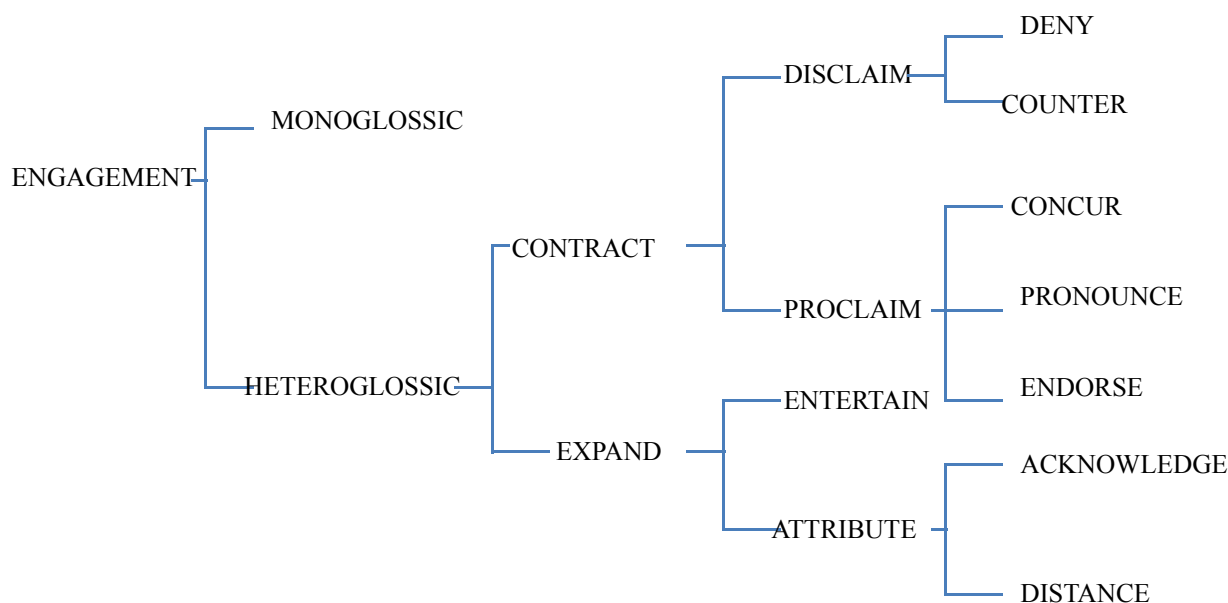 DENY
DISCLAIM
COUNTER
MONOGLOSSIC
ENGAGEMENT
CONCUR
CONTRACT
PRONOUNCE
PROCLAIM
HETEROGLOSSIC
ENTERTAIN
ENDORSE
EXPAND
ACKNOWLEDGE
ATTRIBUTE
DISTANCE